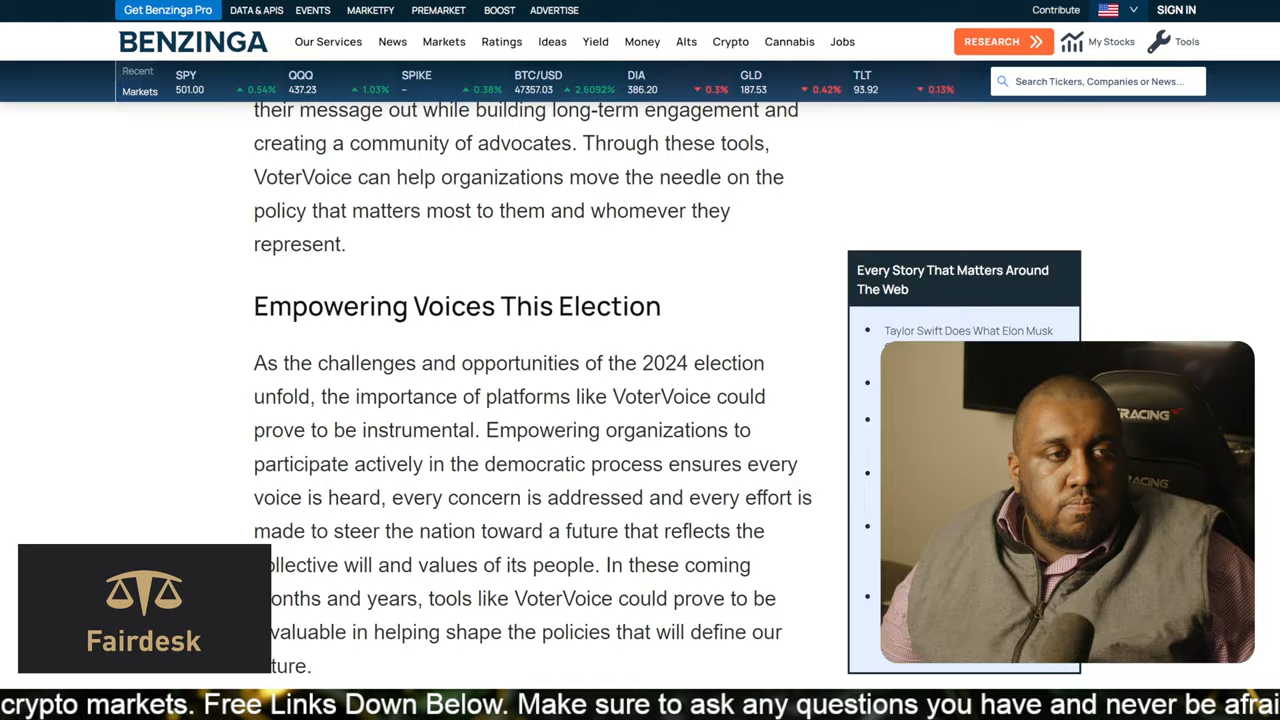 Get Benzinga Pro DATA & APIS EVENTS MARKETFY PREMARKET BOOST ADVERTISE Contribute SIGN IN
BENZINGA Our Services News Markets Ratings Ideas Yield Money Alts Crypto Cannabis Jobs RESEARCH My Stocks Tools
Recent
Markets
SPY
501.00 0.54%
QQQ
437.23 1.03%
SPIKE
– 0.38%
BTC/USD
47357.03 2.6092%
DIA
386.20 0.3%
GLD
187.53 0.42%
TLT
93.92 0.13%
Search Tickers, Companies or News...
their message out while building long-term engagement and
creating a community of advocates. Through these tools,
VoterVoice can help organizations move the needle on the
policy that matters most to them and whomever they
represent.
Empowering Voices This Election
As the challenges and opportunities of the 2024 election
unfold, the importance of platforms like VoterVoice could
prove to be instrumental. Empowering organizations to
participate actively in the democratic process ensures every
voice is heard, every concern is addressed and every effort is
made to steer the nation toward a future that reflects the
ollective will and values of its people. In these coming
onths and years, tools like VoterVoice could prove to be
valuable in helping shape the policies that will define our
ture.
Every Story That Matters Around
The Web
Taylor Swift Does What Elon Musk
RACING
RACING
Fairdesk
crypto markets. Free Links Down Below. Make sure to ask any questions you have and never be afrai